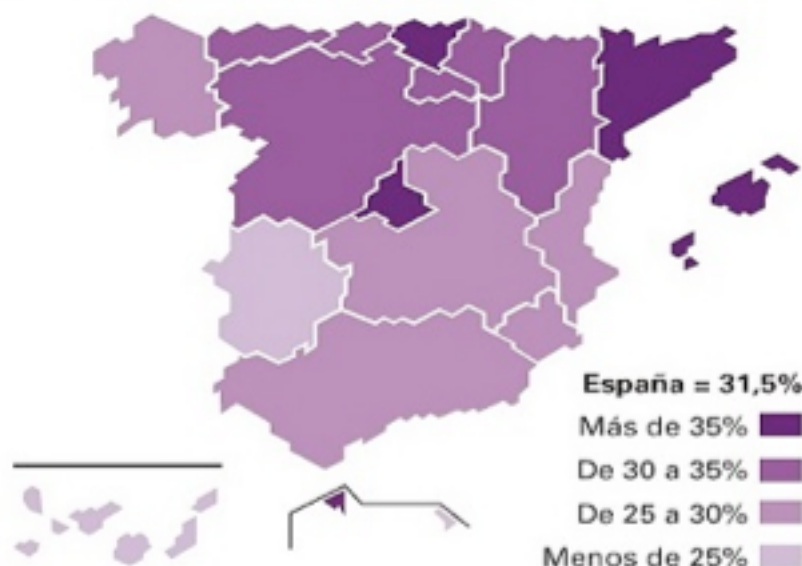 España = 31,5%
Más de 35%
De 30 a 35%
De 25 a 30%
Menos de 25%